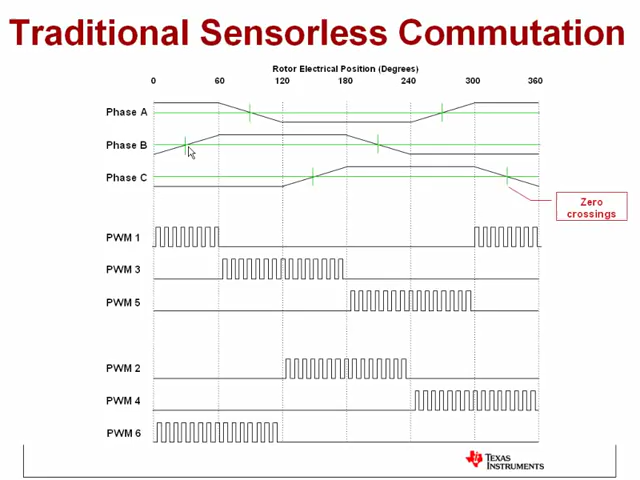 Traditional Sensorless Commutation
Rotor Electrical Position (Degrees)
0 60 120 180 240 300 360
Phase A
Phase B
Phase C
Zero
crossings
PWM 1
PWM 3
PWM 5
PWM 2
PWM 4
PWM 6
TEXAS
INSTRUMENTS